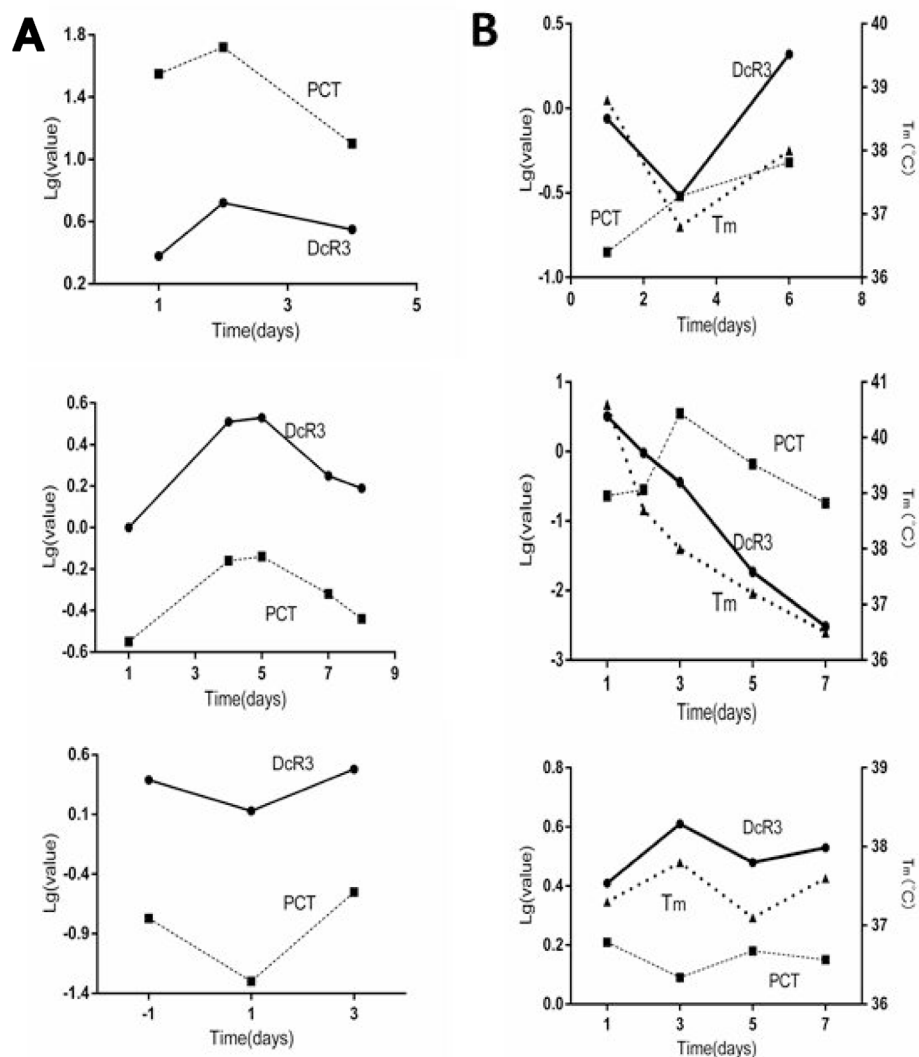 A
1.8
1.4
1.0
0.6
0.2
Lg(value)
PCT
DcR3
1 3 5
Time(days)
B
0.5
0.0
-0.5
-1.0
Lg(value)
40
39
38
37
36
Tm(°C)
DcR3
PCT
Tm
0 2 4 6 8
Time(days)
0.6
0.4
0.2
0.0
-0.2
-0.4
-0.6
Lg(value)
DcR3
PCT
1 3 5 7 9
Time(days)
1
0
-1
-2
-3
Lg(value)
41
40
39
38
37
36
Tm(°C)
PCT
DcR3
Tm
1 3 5 7
Time(days)
0.6
0.1
-0.4
-0.9
-1.4
Lg(value)
DcR3
PCT
-1 1 3
Time(days)
0.8
0.6
0.4
0.2
0.0
Lg(value)
39
38
37
36
Tm(°C)
DcR3
Tm
PCT
1 3 5 7
Time(days)